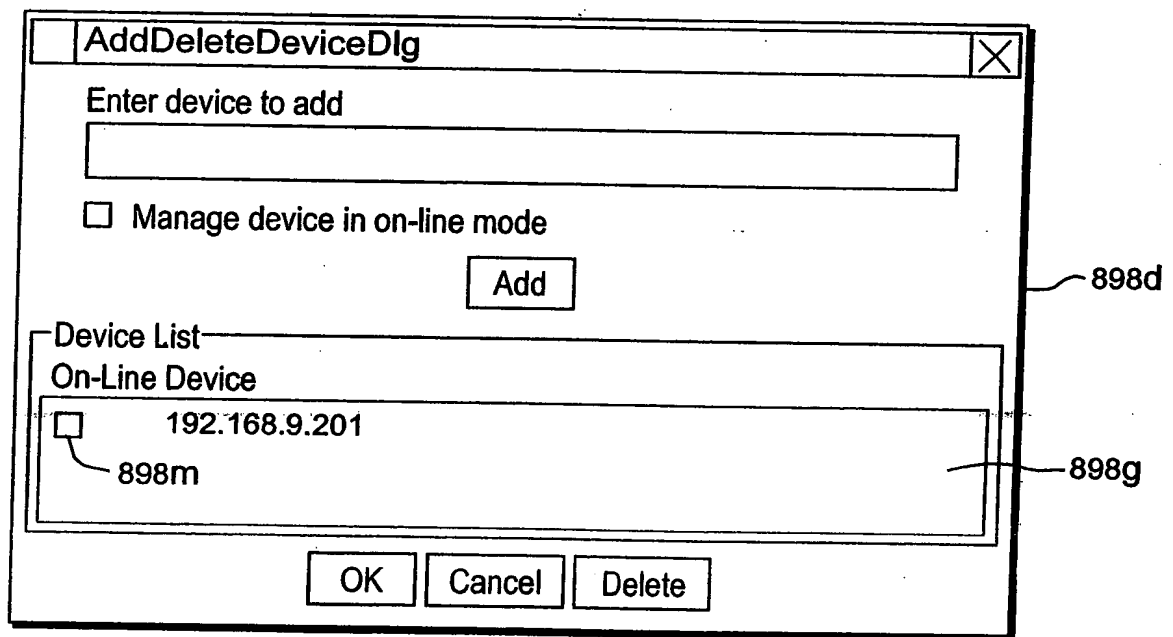 AddDeleteDeviceDlg
Enter device to add
Manage device in on-line mode
Add
898d
Device List
On-Line Device
192.168.9.201
898m
898g
OK Cancel Delete